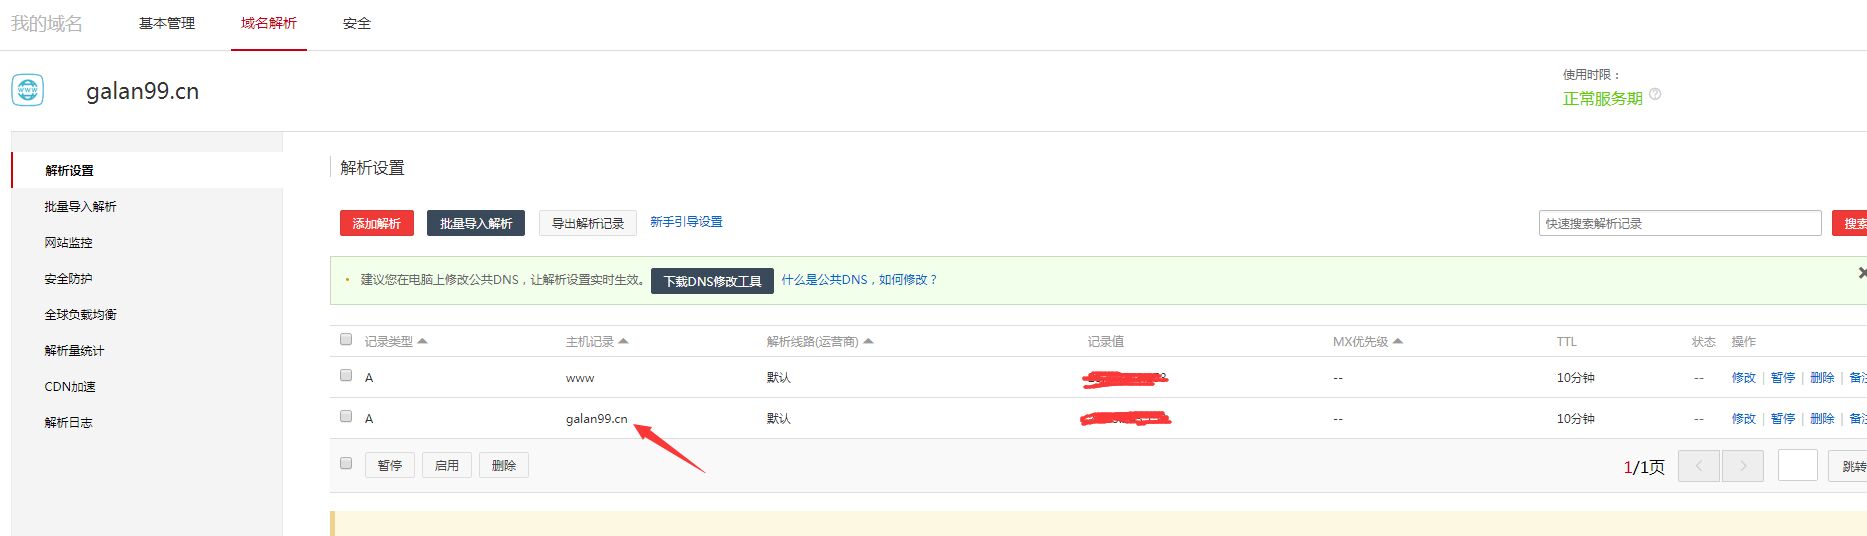 我的域名 基本管理 域名解析 安全
www
galan99.cn
使用时限：
正常服务期 ?
解析设置
批量导入解析
网站监控
安全防护
全球负载均衡
解析量统计
CDN加速
解析日志
解析设置
添加解析 批量导入解析 导出解析记录 新手引导设置 快速搜索解析记录 搜索
· 建议您在电脑上修改公共DNS，让解析设置实时生效。 下载DNS修改工具 什么是公共DNS，如何修改？
记录类型 主机记录 解析线路(运营商) 记录值 MX优先级 TTL 状态 操作
A www 默认 -- 10分钟 -- 修改 | 暂停 | 删除 | 备注
A galan99.cn 默认 -- 10分钟 -- 修改 | 暂停 | 删除 | 备注
暂停 启用 删除 1/1页 < > 跳转